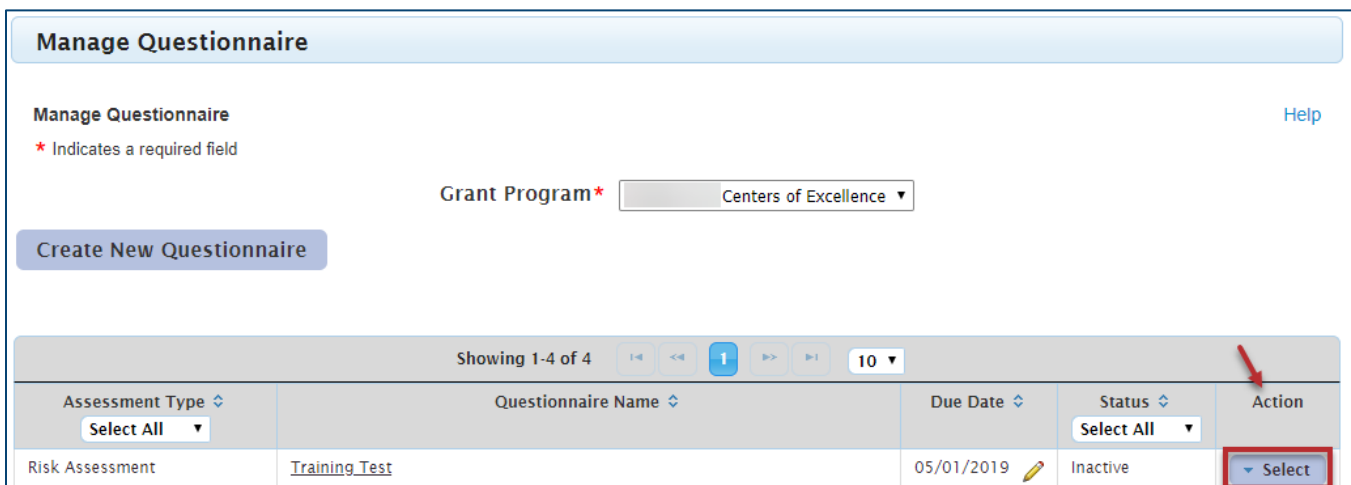 Manage Questionnaire
Manage Questionnaire Help
* Indicates a required field
Grant Program* Centers of Excellence
Create New Questionnaire
Showing 1-4 of 4 1 10
Assessment Type Questionnaire Name Due Date Status Action
Select All Select All
Risk Assessment Training Test 05/01/2019 Inactive Select